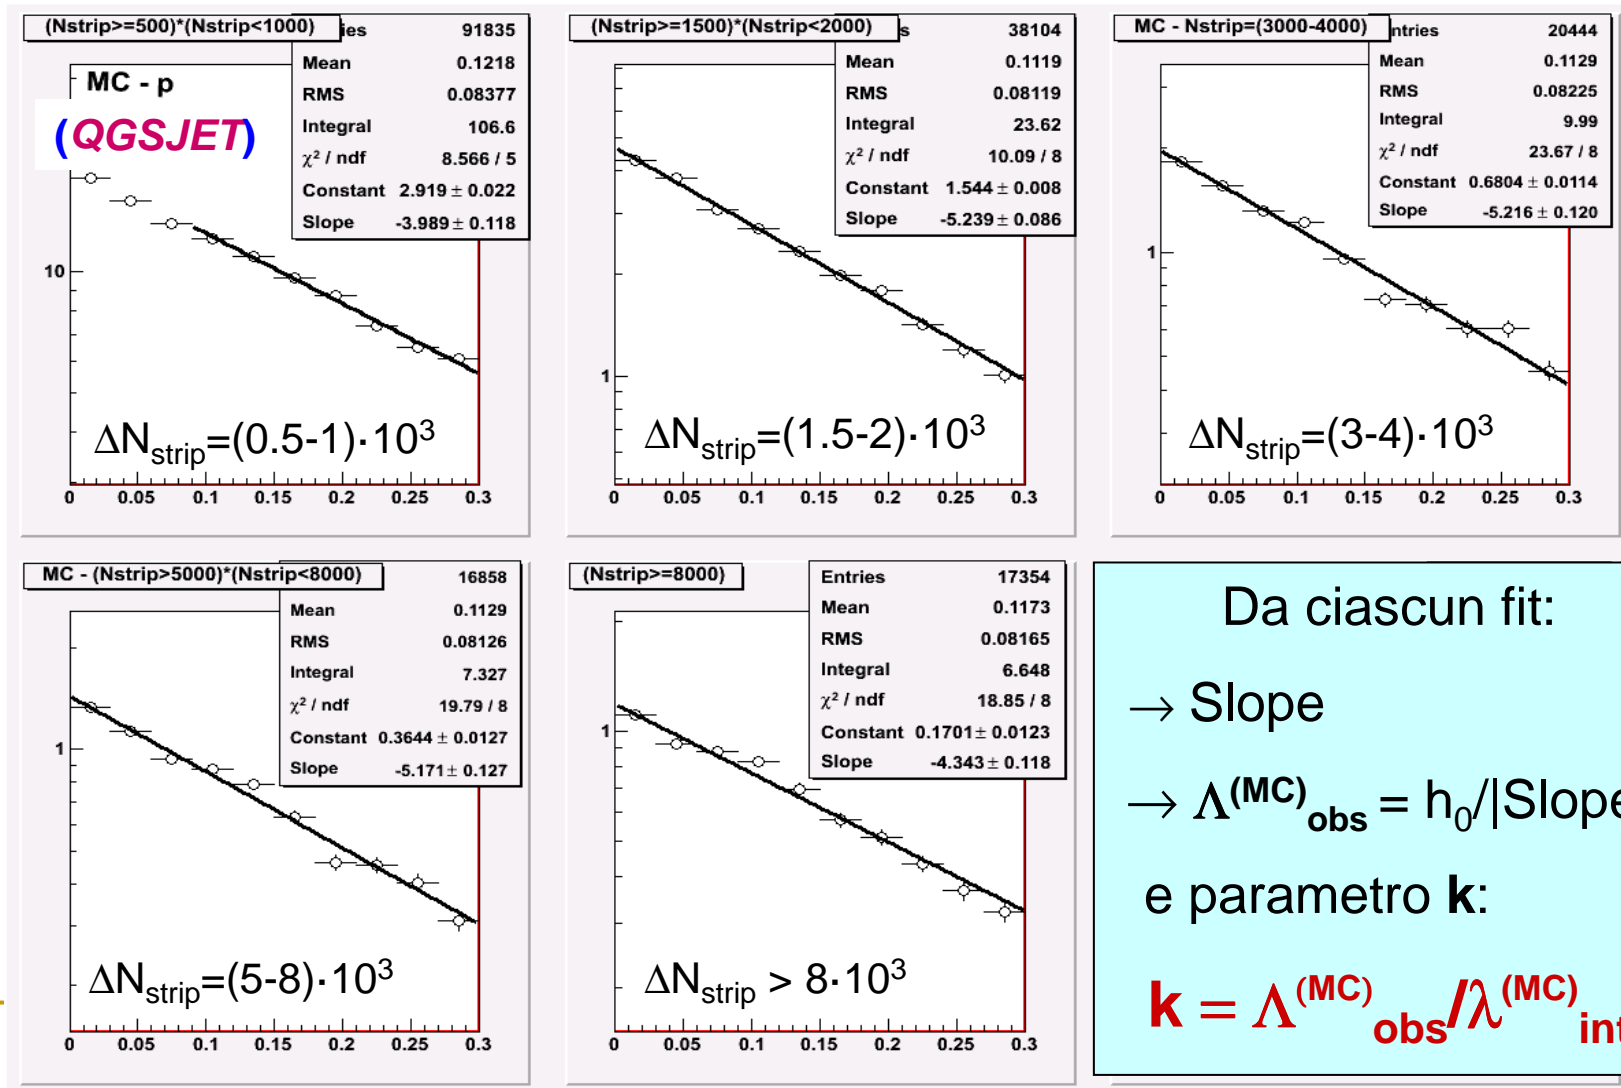 (Nstrip>=500)*(Nstrip<1000)
ies 91835
Mean 0.1218
RMS 0.08377
Integral 106.6
χ² / ndf 8.566 / 5
Constant 2.919 ± 0.022
Slope -3.989 ± 0.118
MC - p
(QGSJET)
10
ΔNstrip=(0.5-1)·10³
0 0.05 0.1 0.15 0.2 0.25 0.3
(Nstrip>=1500)*(Nstrip<2000)
s 38104
Mean 0.1119
RMS 0.08119
Integral 23.62
χ² / ndf 10.09 / 8
Constant 1.544 ± 0.008
Slope -5.239 ± 0.086
1
ΔNstrip=(1.5-2)·10³
0 0.05 0.1 0.15 0.2 0.25 0.3
MC - Nstrip=(3000-4000)
ntries 20444
Mean 0.1129
RMS 0.08225
Integral 9.99
χ² / ndf 23.67 / 8
Constant 0.6804 ± 0.0114
Slope -5.216 ± 0.120
1
ΔNstrip=(3-4)·10³
0 0.05 0.1 0.15 0.2 0.25 0.3
MC - (Nstrip>5000)*(Nstrip<8000)
16858
Mean 0.1129
RMS 0.08126
Integral 7.327
χ² / ndf 19.79 / 8
Constant 0.3644 ± 0.0127
Slope -5.171 ± 0.127
1
ΔNstrip=(5-8)·10³
0 0.05 0.1 0.15 0.2 0.25 0.3
(Nstrip>=8000)
Entries 17354
Mean 0.1173
RMS 0.08165
Integral 6.648
χ² / ndf 18.85 / 8
Constant 0.1701 ± 0.0123
Slope -4.343 ± 0.118
1
ΔNstrip > 8·10³
0 0.05 0.1 0.15 0.2 0.25 0.3
Da ciascun fit:
→ Slope
→ Λ(MC)obs = h0/|Slope
e parametro k:
k = Λ(MC)obs/λ(MC)int